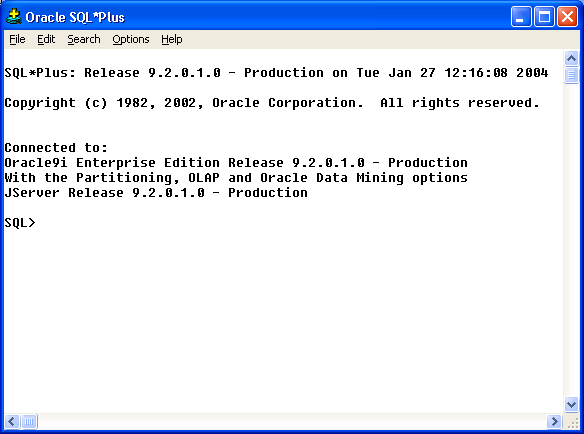 Oracle SQL*Plus
File Edit Search Options Help
SQL*Plus: Release 9.2.0.1.0 - Production on Tue Jan 27 12:16:08 2004
Copyright (c) 1982, 2002, Oracle Corporation.  All rights reserved.
Connected to:
Oracle9i Enterprise Edition Release 9.2.0.1.0 - Production
With the Partitioning, OLAP and Oracle Data Mining options
JServer Release 9.2.0.1.0 - Production
SQL>